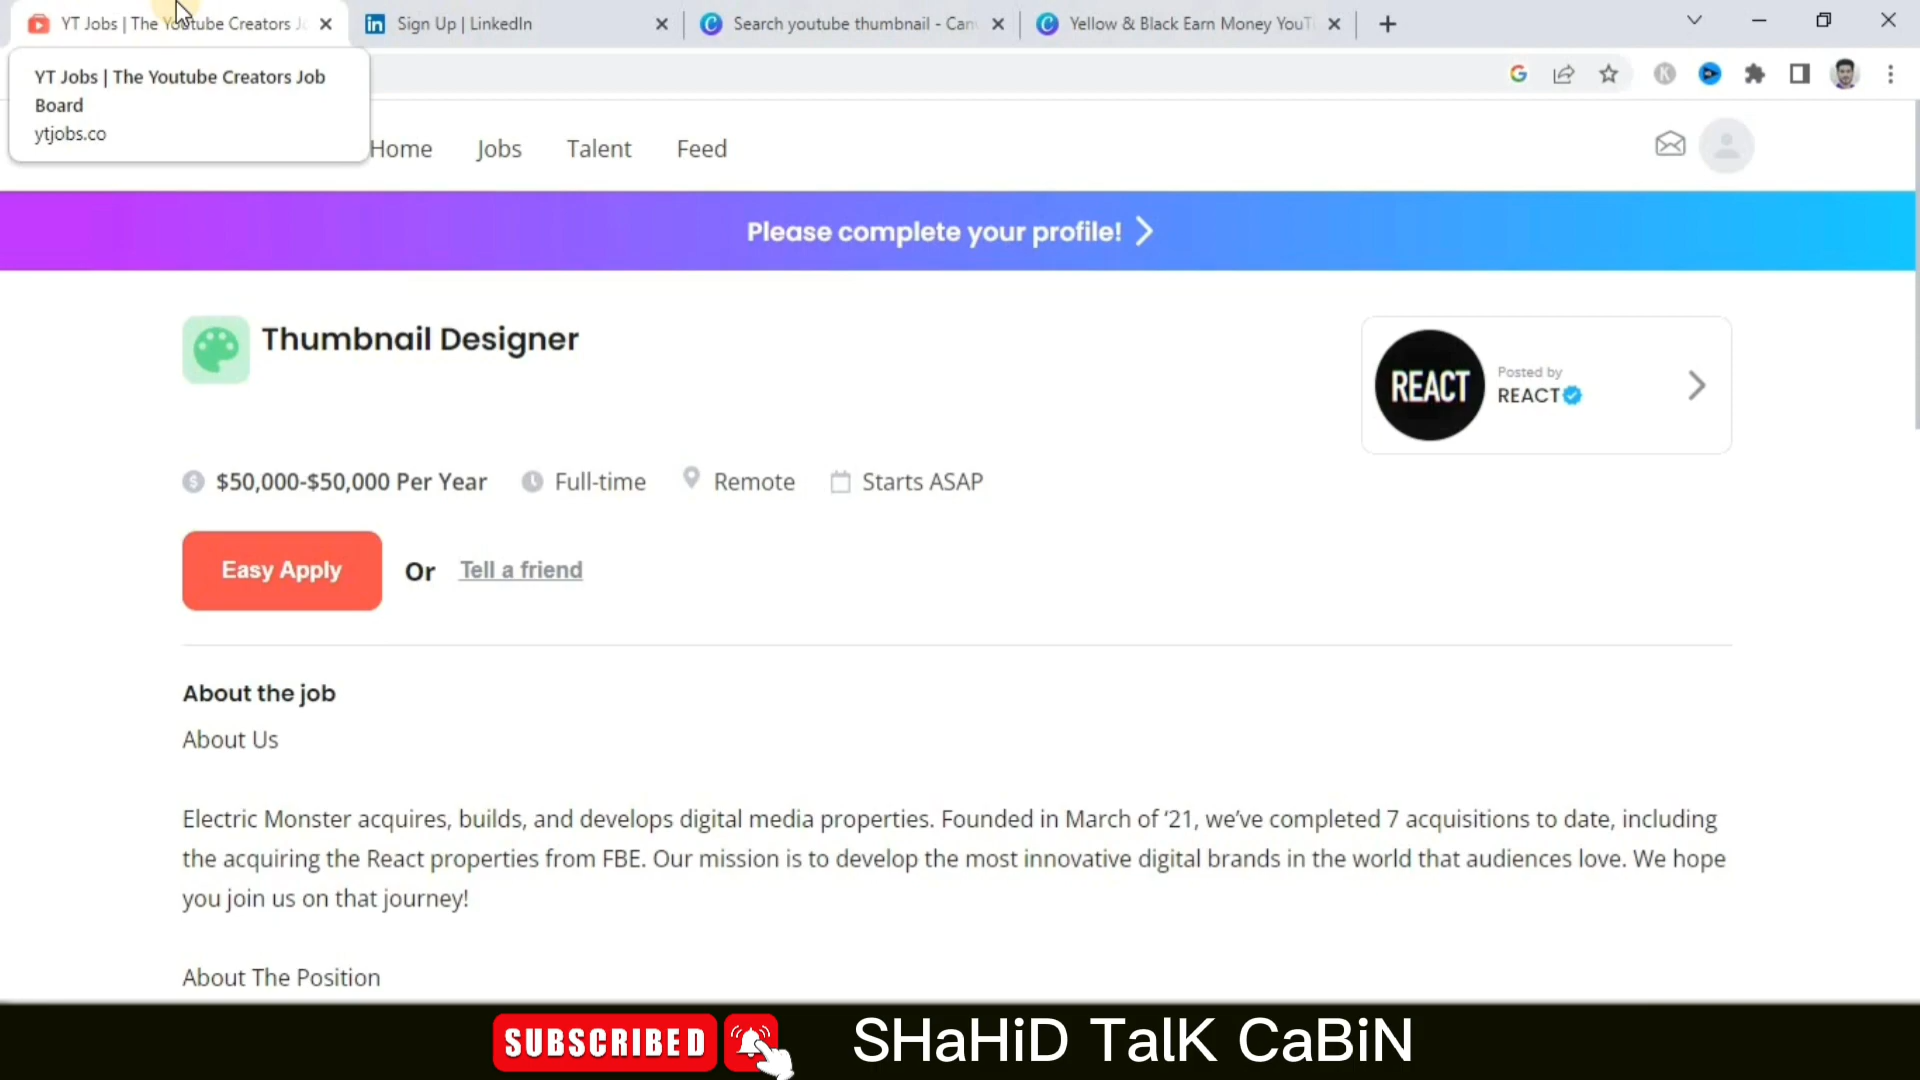 YT Jobs | The Youtube Creators Jo
Sign Up | LinkedIn
Search youtube thumbnail - Can
Yellow & Black Earn Money YouT
YT Jobs | The Youtube Creators Job
Board
ytjobs.co
Home
Jobs
Talent
Feed
Please complete your profile!
Thumbnail Designer
REACT
Posted by
REACT
$50,000-$50,000 Per Year
Full-time
Remote
Starts ASAP
Easy Apply
Or
Tell a friend
About the job
About Us
Electric Monster acquires, builds, and develops digital media properties. Founded in March of ‘21, we’ve completed 7 acquisitions to date, including
the acquiring the React properties from FBE. Our mission is to develop the most innovative digital brands in the world that audiences love. We hope
you join us on that journey!
About The Position
SUBSCRIBED
SHaHiD TalK CaBiN